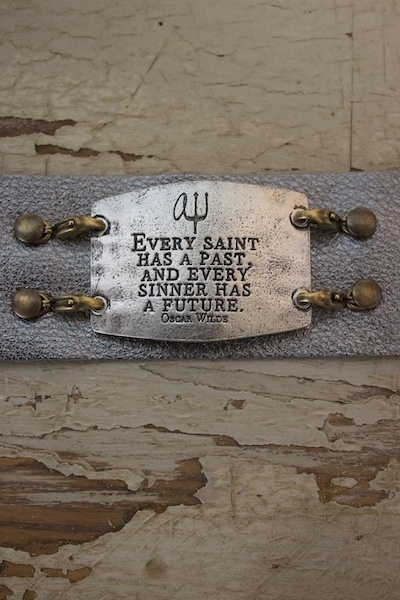 EVERY SAINT
HAS A PAST,
AND EVERY
SINNER HAS
A FUTURE.
OSCAR WILDE